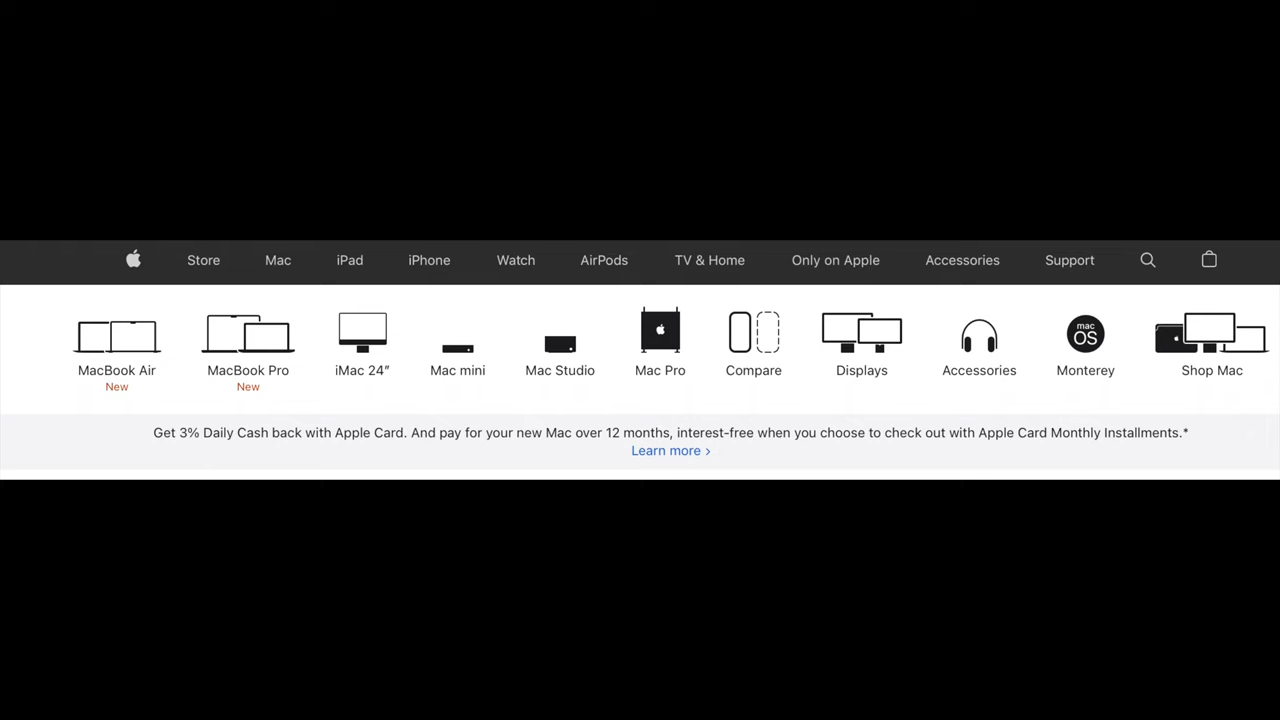 Store Mac iPad iPhone Watch AirPods TV & Home Only on Apple Accessories Support
mac
OS
MacBook Air MacBook Pro iMac 24″ Mac mini Mac Studio Mac Pro Compare Displays Accessories Monterey Shop Mac
New New
Get 3% Daily Cash back with Apple Card. And pay for your new Mac over 12 months, interest-free when you choose to check out with Apple Card Monthly Installments.*
Learn more >